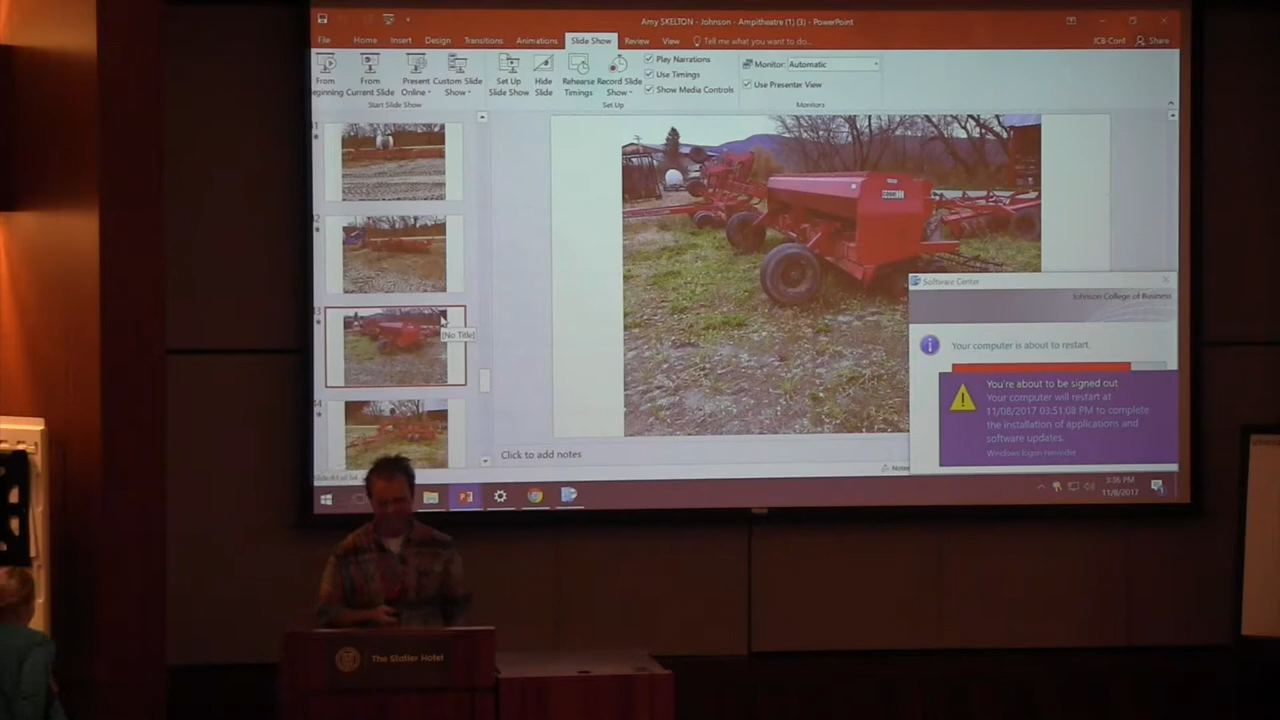 Amy SKELTON - Johnson - Ampitheatre (1) (3) - PowerPoint
File Home Insert Design Transitions Animations Slide Show Review View Tell me what you want to do... JCB-Conf Share
From Beginning
From Current Slide
Present Online
Custom Slide Show
Set Up Slide Show
Hide Slide
Rehearse Timings
Record Slide Show
Play Narrations
Use Timings
Show Media Controls
Monitor: Automatic
Use Presenter View
Start Slide Show
Set Up
Monitors
[No Title]
Software Center
Johnson College of Business
Your computer is about to restart.
You're about to be signed out
Your computer will restart at
11/08/2017 03:51:08 PM to complete
the installation of applications and
software updates.
Windows logon reminder
Click to add notes
Notes
3:36 PM
11/8/2017
The Statler Hotel